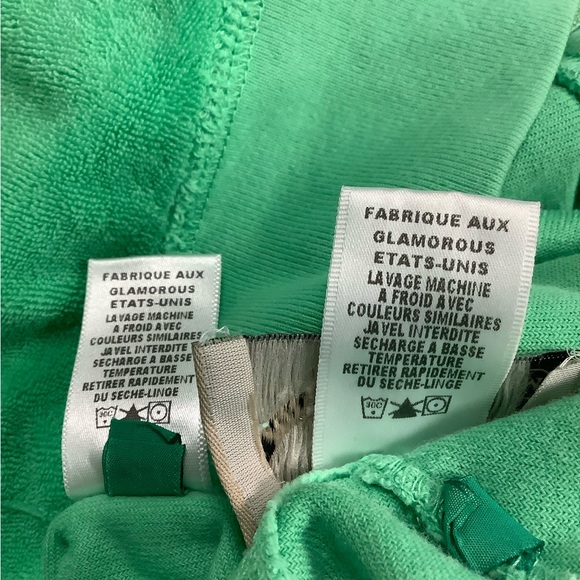 FABRIQUE AUX
GLAMOROUS
ETATS-UNIS
LAVAGE MACHINE
A FROID AVEC
COULEURS SIMILAIRES
JAVEL INTERDITE
SECHARGE A BASSE
TEMPERATURE
RETIRER RAPIDEMENT
DU SECHE-LINGE
30C
FABRIQUE AUX
GLAMOROUS
ETATS-UNIS
LAVAGE MACHINE
A FROID AVEC
COULEURS SIMILAIRES
JAVEL INTERDITE
SECHARGE A BASSE
TEMPERATURE
RETIRER RAPIDEMENT
DU SECHE-LINGE
30C